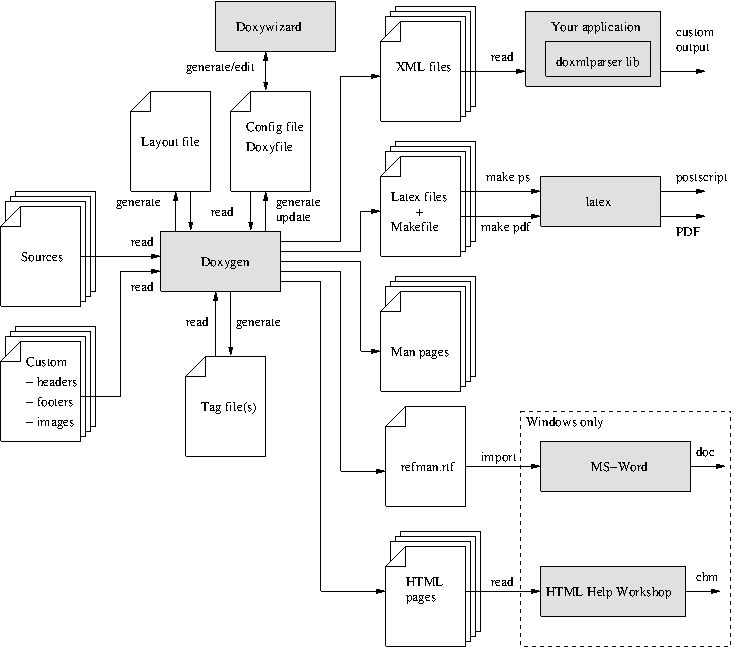 Doxywizard
generate/edit
Layout file
Config file
Doxyfile
generate
read
generate
update
Sources
read
Doxygen
read
Custom
− headers
− footers
− images
read
generate
Tag file(s)
XML files
read
Your application
doxmlparser lib
custom
output
Latex files
+
Makefile
make ps
make pdf
latex
postscript
PDF
Man pages
refman.rtf
import
Windows only
MS−Word
doc
HTML
pages
read
HTML Help Workshop
chm